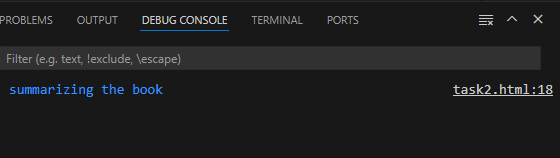 PROBLEMS OUTPUT DEBUG CONSOLE TERMINAL PORTS
Filter (e.g. text, !exclude, \escape)
summarizing the book task2.html:18